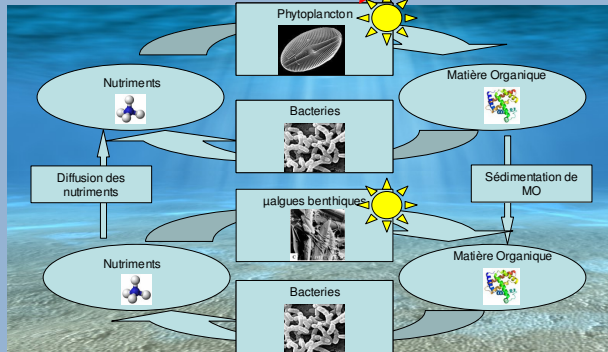 Phytoplancton
Nutriments
Matière Organique
Bacteries
Diffusion des
nutriments
Sédimentation de
MO
µalgues benthiques
Nutriments
Matière Organique
Bacteries